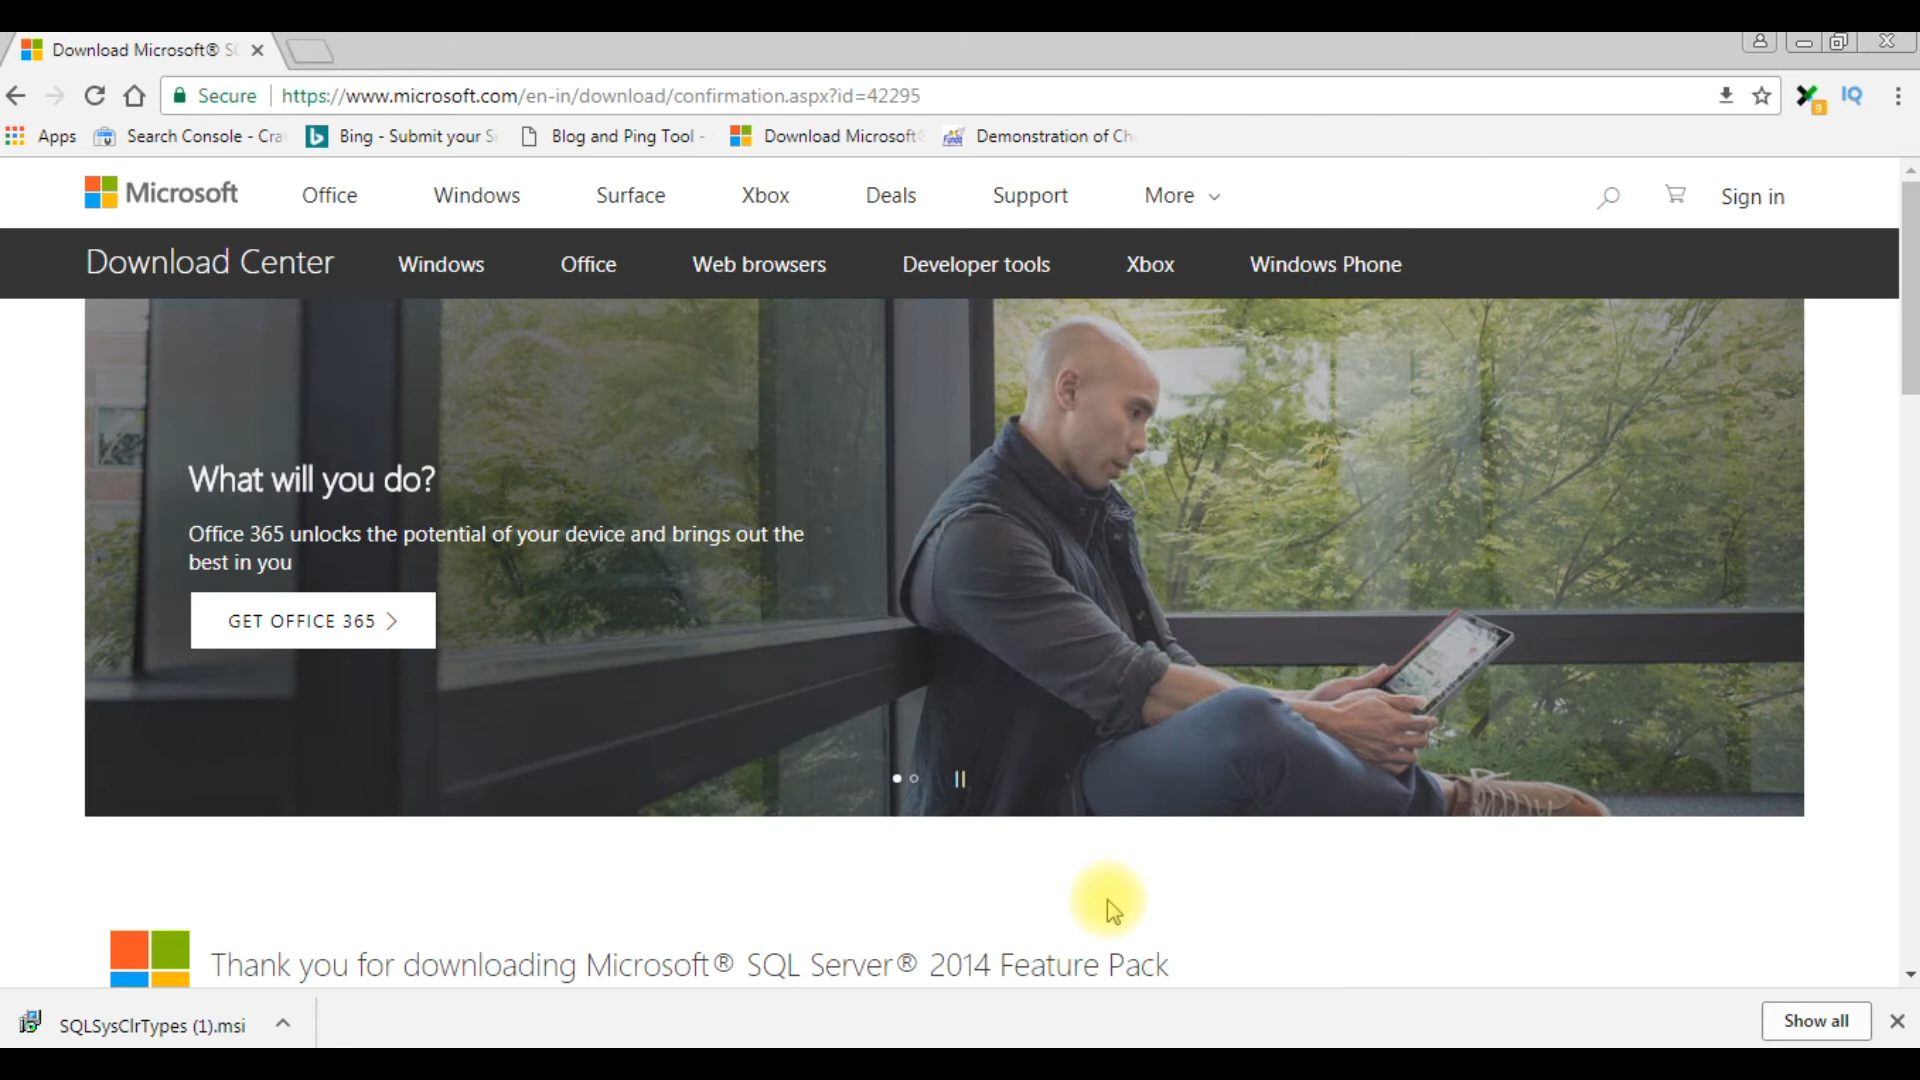 Download Microsoft® S
Secure
https://www.microsoft.com/en-in/download/confirmation.aspx?id=42295
Apps
Search Console - Cra
Bing - Submit your S
Blog and Ping Tool -
Download Microsoft®
Demonstration of Ch
Microsoft
Office
Windows
Surface
Xbox
Deals
Support
More
Sign in
Download Center
Windows
Office
Web browsers
Developer tools
Xbox
Windows Phone
What will you do?
Office 365 unlocks the potential of your device and brings out the
best in you
GET OFFICE 365
Thank you for downloading Microsoft® SQL Server® 2014 Feature Pack
SQLSysClrTypes (1).msi
Show all